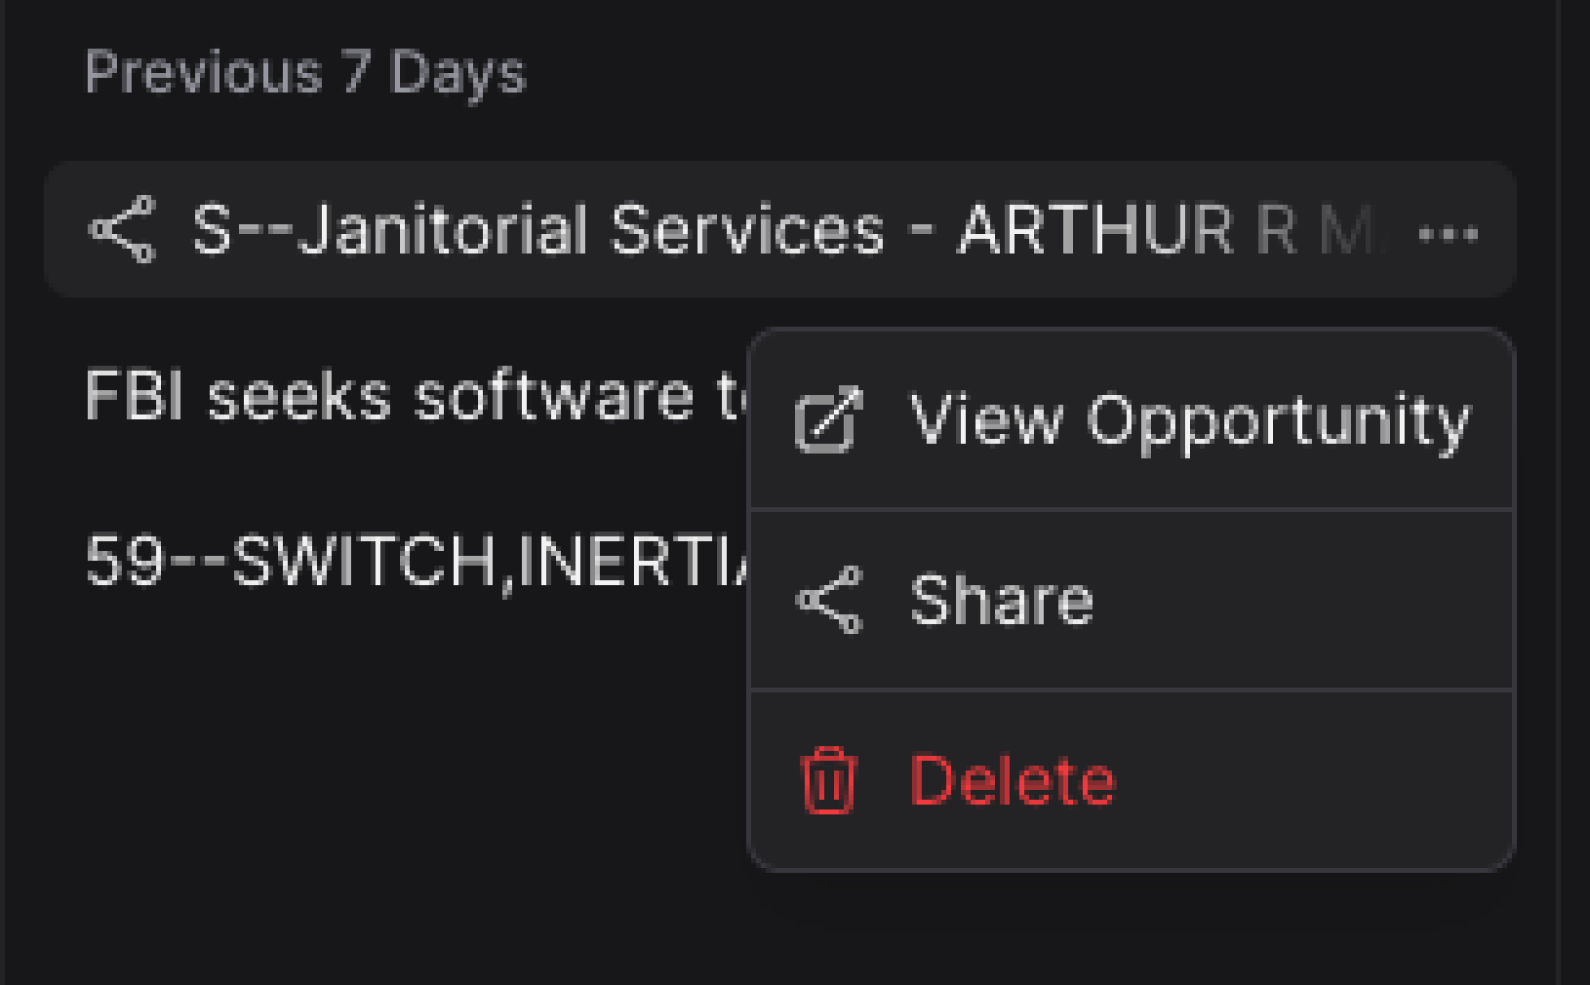 Previous 7 Days
S--Janitorial Services - ARTHUR R M
FBI seeks software
View Opportunity
59--SWITCH,INERTI
Share
Delete